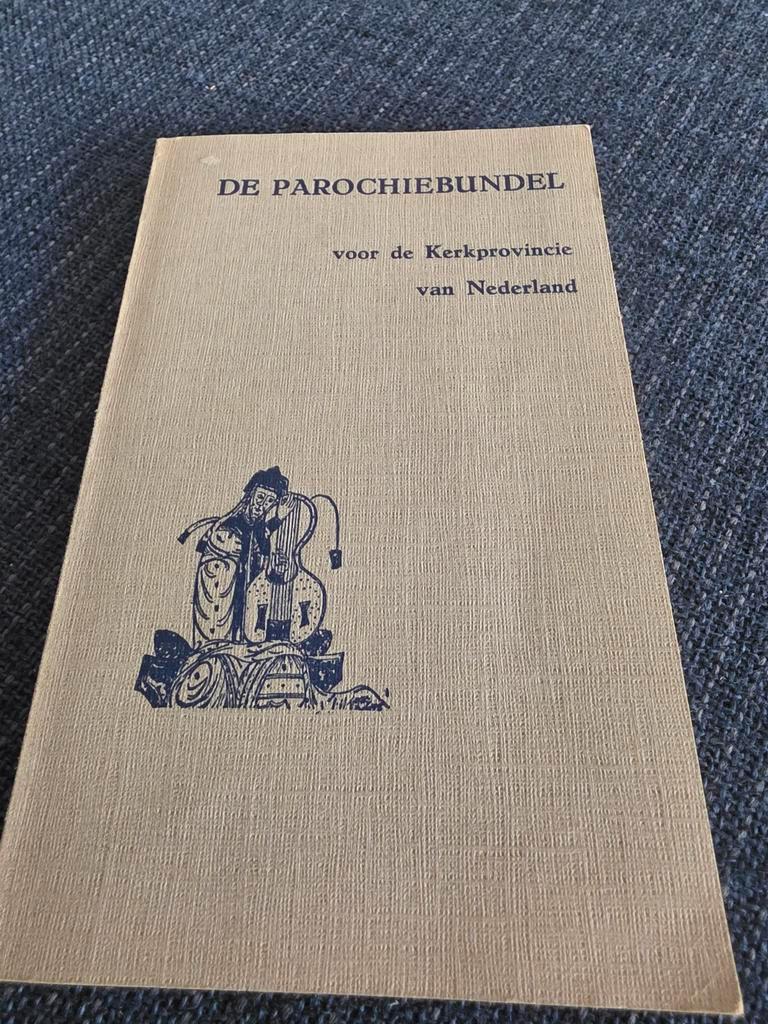 DE PAROCHIEBUNDEL
voor de Kerkprovincie
van Nederland